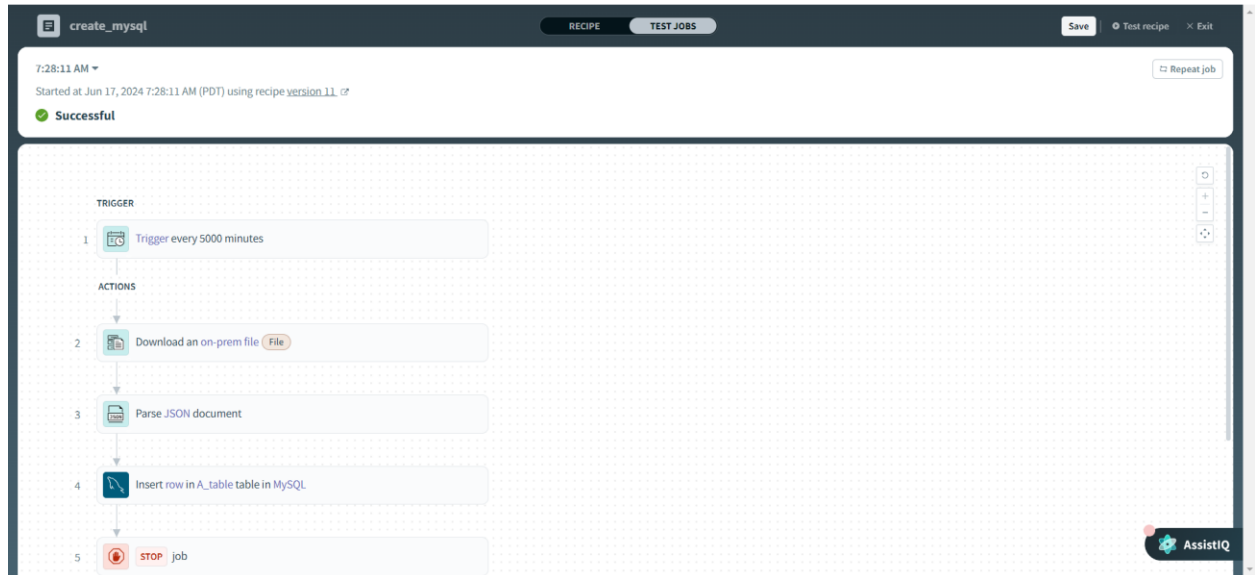 create_mysql
RECIPE
TEST JOBS
Save
Test recipe
Exit
7:28:11 AM
Repeat job
Started at Jun 17, 2024 7:28:11 AM (PDT) using recipe version 11
Successful
TRIGGER
1 Trigger every 5000 minutes
ACTIONS
2 Download an on-prem file File
3 Parse JSON document
JSON
4 Insert row in A_table table in MySQL
5 STOP job
AssistIQ